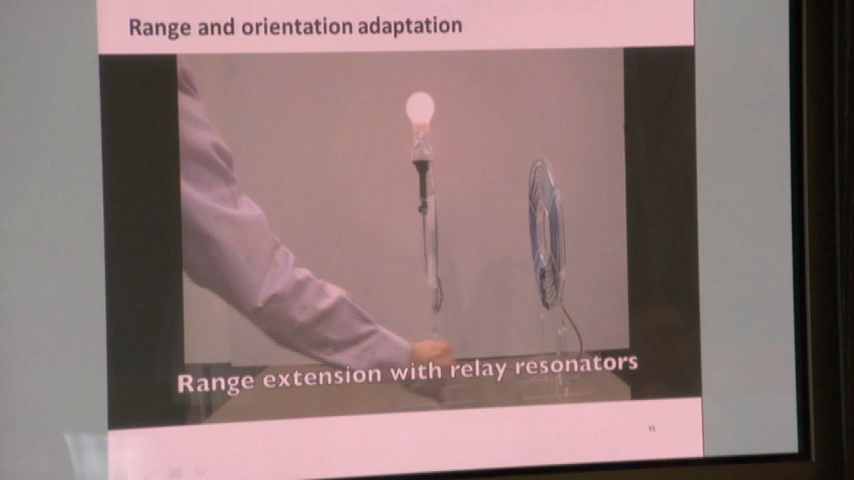 Range and orientation adaptation
Range extension with relay resonators